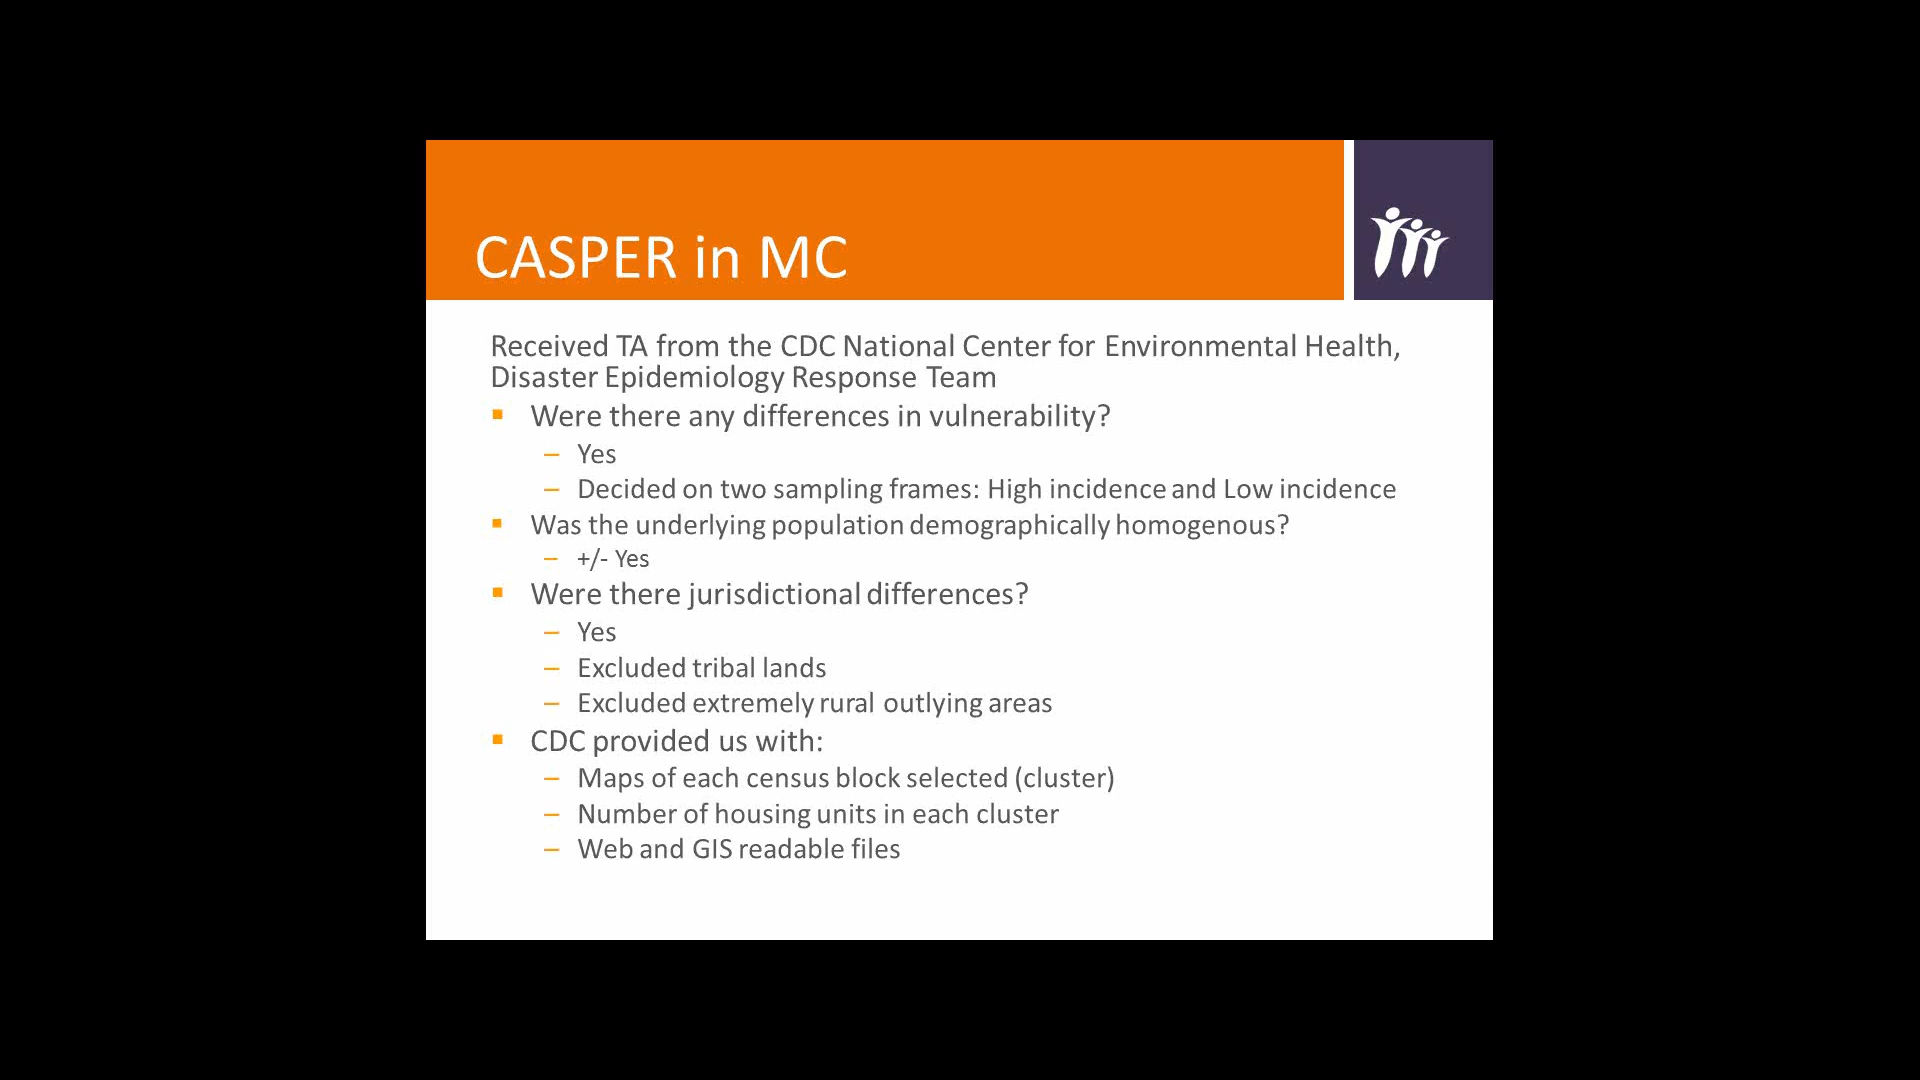 CASPER in MC
Received TA from the CDC National Center for Environmental Health,
Disaster Epidemiology Response Team
▪ Were there any differences in vulnerability?
– Yes
– Decided on two sampling frames: High incidence and Low incidence
▪ Was the underlying population demographically homogenous?
– +/- Yes
▪ Were there jurisdictional differences?
– Yes
– Excluded tribal lands
– Excluded extremely rural outlying areas
▪ CDC provided us with:
– Maps of each census block selected (cluster)
– Number of housing units in each cluster
– Web and GIS readable files